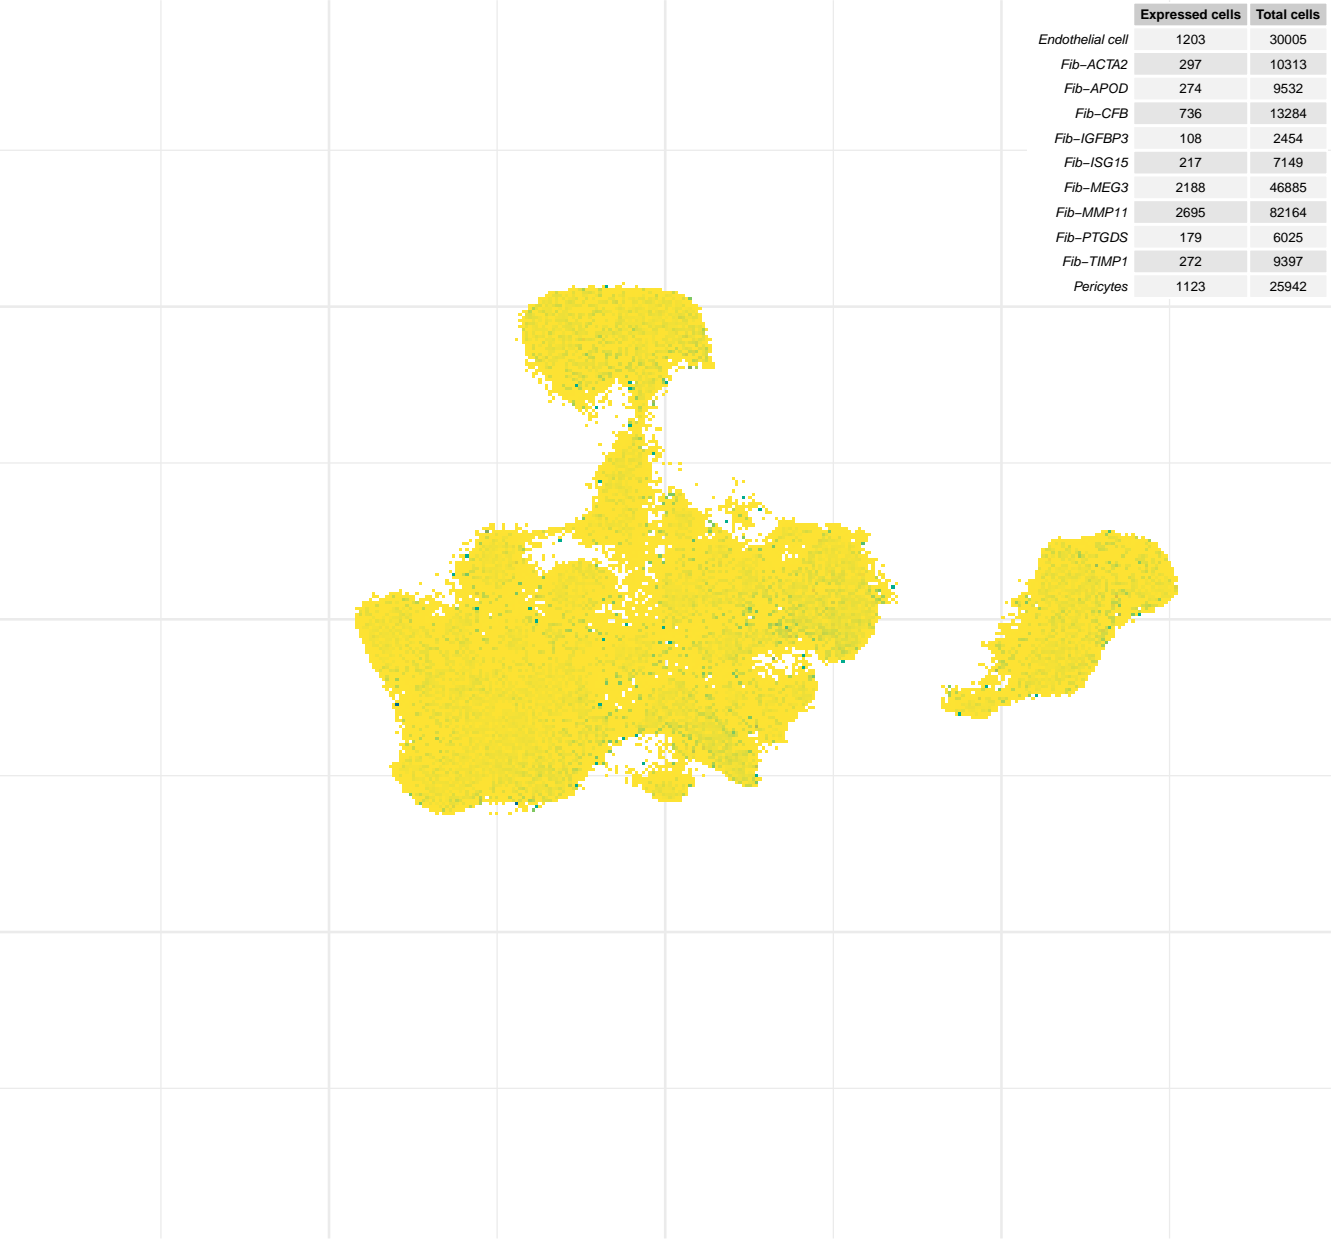 Expressed cells Total cells
Endothelial cell 1203 30005
Fib−ACTA2 297 10313
Fib−APOD 274 9532
Fib−CFB 736 13284
Fib−IGFBP3 108 2454
Fib−ISG15 217 7149
Fib−MEG3 2188 46885
Fib−MMP11 2695 82164
Fib−PTGDS 179 6025
Fib−TIMP1 272 9397
Pericytes 1123 25942